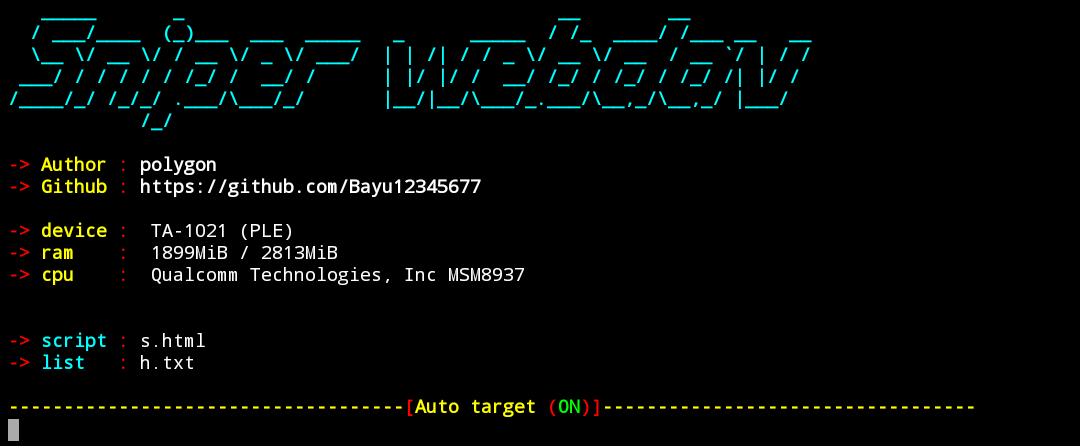 Sniper webdav
-> Author : polygon
-> Github : https://github.com/Bayu12345677
-> device : TA-1021 (PLE)
-> ram : 1899MiB / 2813MiB
-> cpu : Qualcomm Technologies, Inc MSM8937
-> script : s.html
-> list : h.txt
------------------------------------[Auto target (ON)]----------------------------------